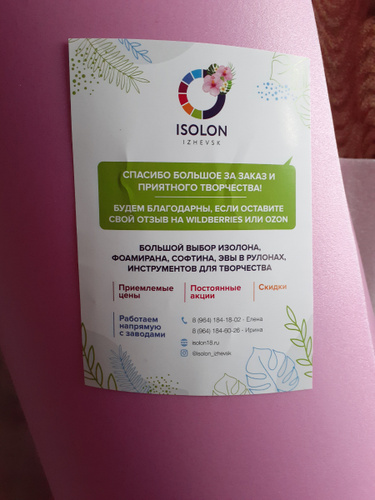 ISOLON
IZHEVSK
СПАСИБО БОЛЬШОЕ ЗА ЗАКАЗ И
ПРИЯТНОГО ТВОРЧЕСТВА!
БУДЕМ БЛАГОДАРНЫ, ЕСЛИ ОСТАВИТЕ
СВОЙ ОТЗЫВ НА WILDBERRIES ИЛИ OZON
БОЛЬШОЙ ВЫБОР ИЗОЛОНА,
ФОАМИРАНА, СОФТИНА, ЭВЫ В РУЛОНАХ,
ИНСТРУМЕНТОВ ДЛЯ ТВОРЧЕСТВА
Приемлемые
цены
Постоянные
акции
Скидки
Работаем
напрямую
с заводами
8 (964) 184-18-02 - Елена
8 (964) 184-60-26 - Ирина
isolon18.ru
@isolon_izhevsk